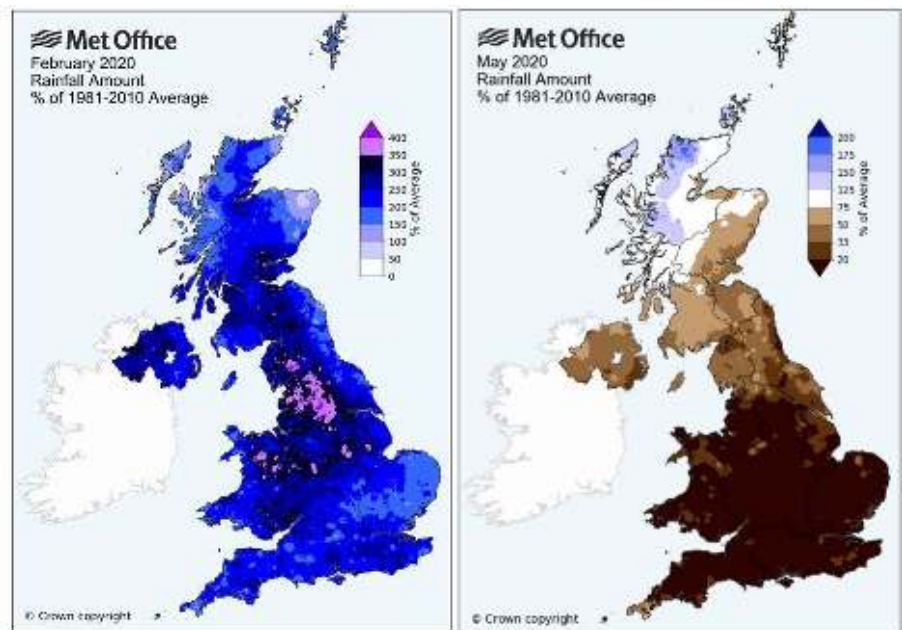 Met Office
February 2020
Rainfall Amount
% of 1981-2010 Average
400
350
300
250
200
150
100
50
0
% of Average
© Crown copyright
Met Office
May 2020
Rainfall Amount
% of 1981-2010 Average
200
175
150
125
75
50
33
20
% of Average
© Crown copyright